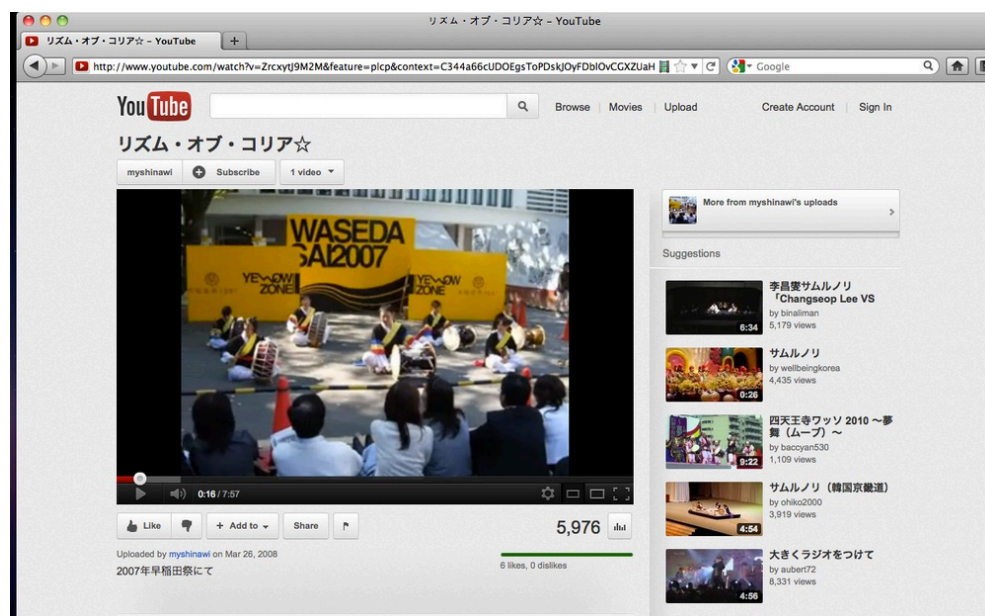 リズム・オブ・コリア☆ - YouTube
リズム・オブ・コリア☆ - YouTube
+
http://www.youtube.com/watch?v=ZrcxytJ9M2M&feature=plcp&context=C344a66cUDOEgsToPDskJOyFDbIOvCGXZUaH
Google
YouTube
Browse
Movies
Upload
Create Account
Sign In
リズム・オブ・コリア☆
myshinawi
Subscribe
1 video
WASEDA
SAI2007
YELLOW
ZONE
YELLOW
ZONE
0:16 / 7:57
Like
+ Add to
Share
5,976
Uploaded by myshinawi on Mar 26, 2008
2007年早稲田祭にて
6 likes, 0 dislikes
More from myshinawi's uploads
Suggestions
6:34
李昌燮サムルノリ
「Changseop Lee VS
by binaliman
5,179 views
0:26
サムルノリ
by wellbeingkorea
4,435 views
9:22
四天王寺ワッソ 2010 ～夢
舞（ムーブ）～
by baccyan530
1,109 views
4:54
サムルノリ（韓国京畿道）
by ohiko2000
3,919 views
4:56
大きくラジオをつけて
by aubert72
8,331 views